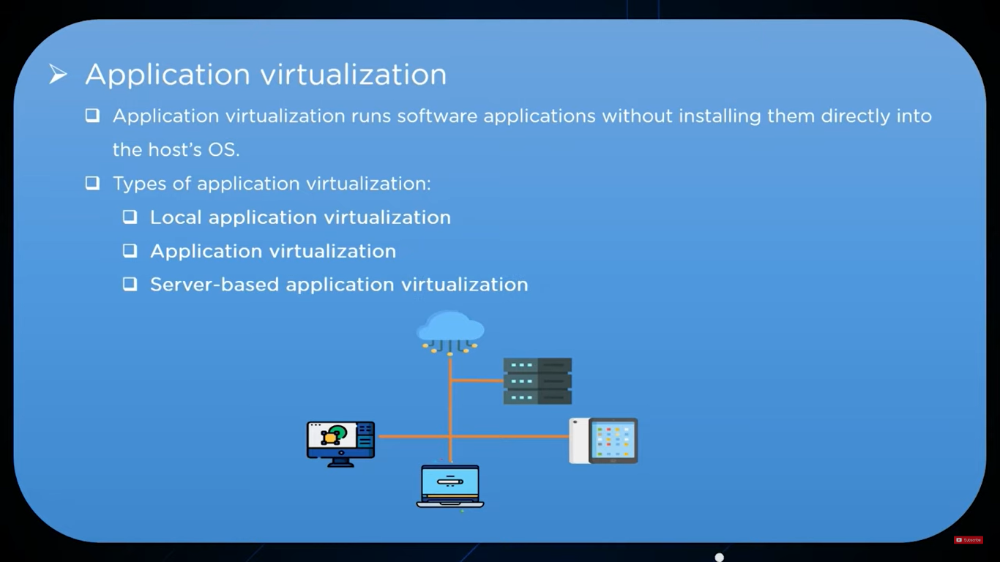 Application virtualization
Application virtualization runs software applications without installing them directly into
the host's OS.
Types of application virtualization:
Local application virtualization
Application virtualization
Server-based application virtualization
Subscribe